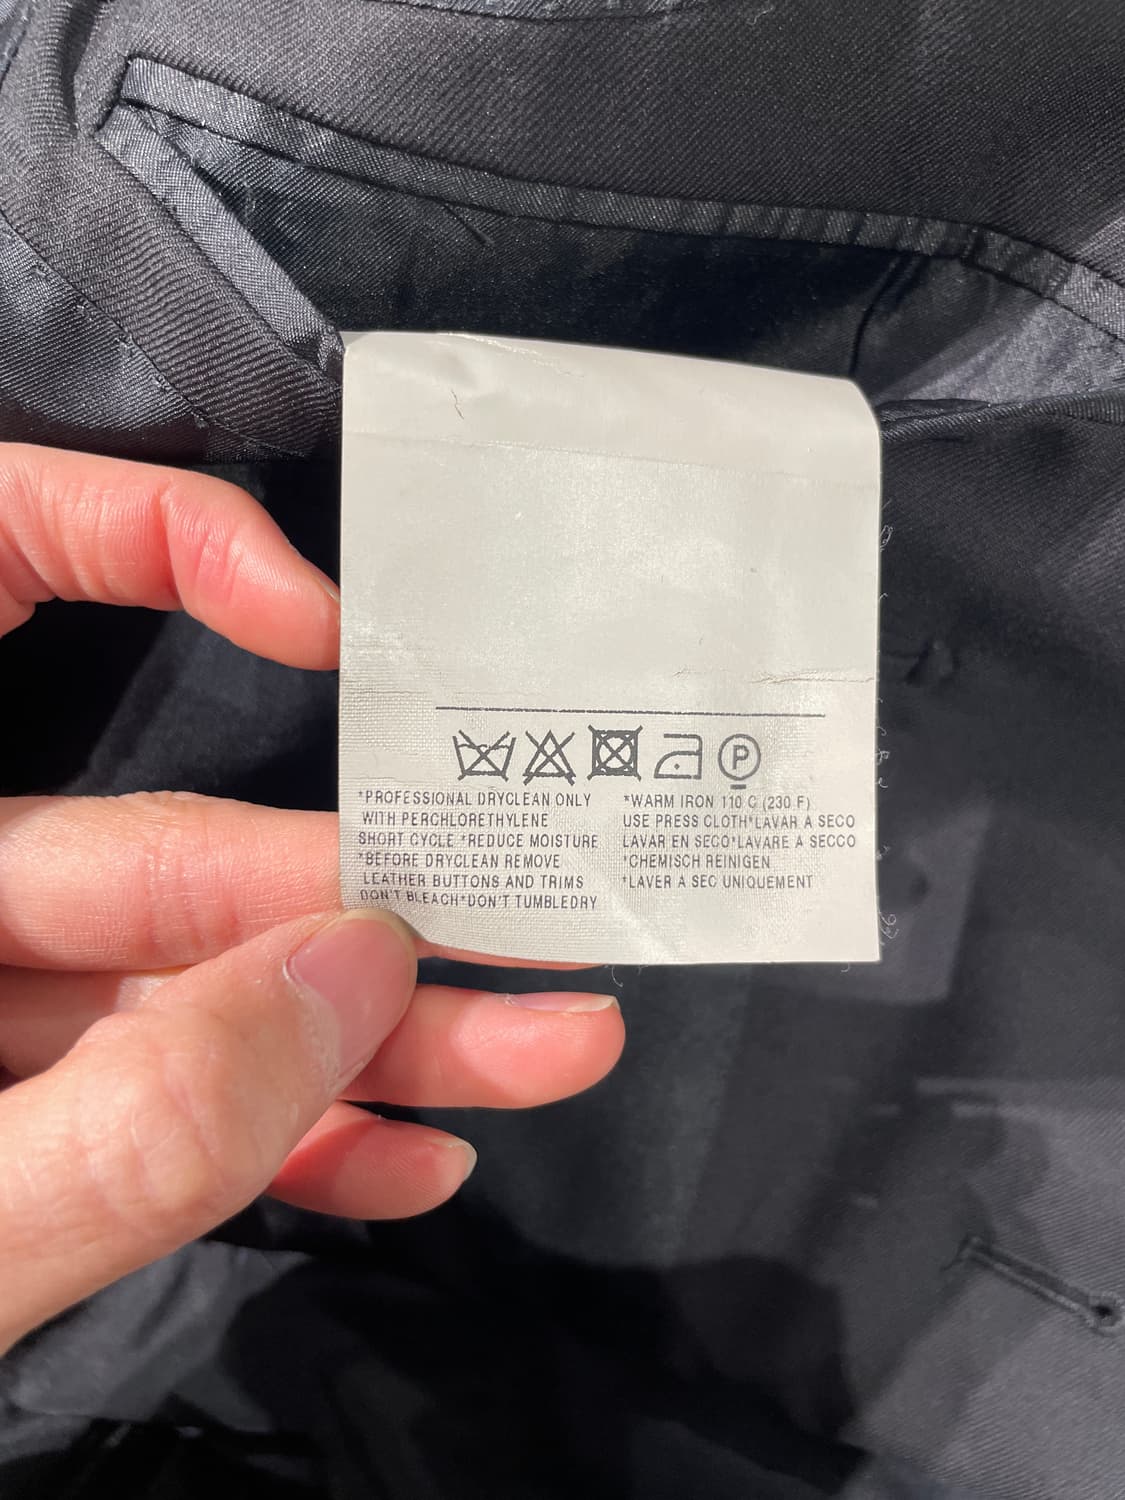 P
*PROFESSIONAL DRYCLEAN ONLY
WITH PERCHLORETHYLENE
SHORT CYCLE *REDUCE MOISTURE
*BEFORE DRYCLEAN REMOVE
LEATHER BUTTONS AND TRIMS
DON'T BLEACH*DON'T TUMBLEDRY
*WARM IRON 110 C (230 F)
USE PRESS CLOTH*LAVAR A SECO
LAVAR EN SECO*LAVARE A SECCO
*CHEMISCH REINIGEN
*LAVER A SEC UNIQUEMENT